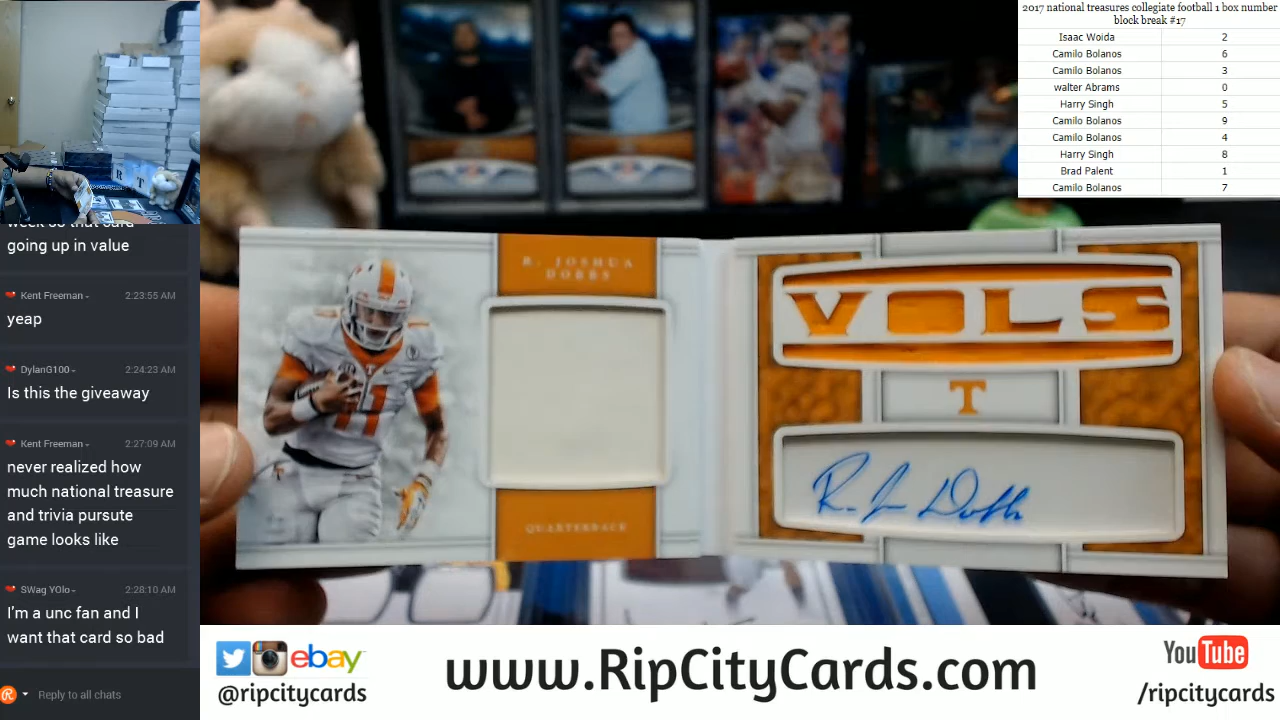 2017 national treasures collegiate football 1 box number
block break #17
Isaac Woida 2
Camilo Bolanos 6
Camilo Bolanos 3
walter Abrams 0
Harry Singh 5
Camilo Bolanos 9
Camilo Bolanos 4
Harry Singh 8
Brad Palent 1
Camilo Bolanos 7
going up in value
Kent Freeman 2:23:55 AM
yeap
DylanG100 2:24:23 AM
Is this the giveaway
Kent Freeman 2:27:09 AM
never realized how
much national treasure
and trivia pursute
game looks like
SWag YOlo 2:28:10 AM
I'm a unc fan and I
want that card so bad
Reply to all chats
R. JOSHUA
DOBBS
11
QUARTERBACK
VOLS
T
R. J Dobbs
R T
ebay
@ripcitycards
www.RipCityCards.com
YouTube
/ripcitycards